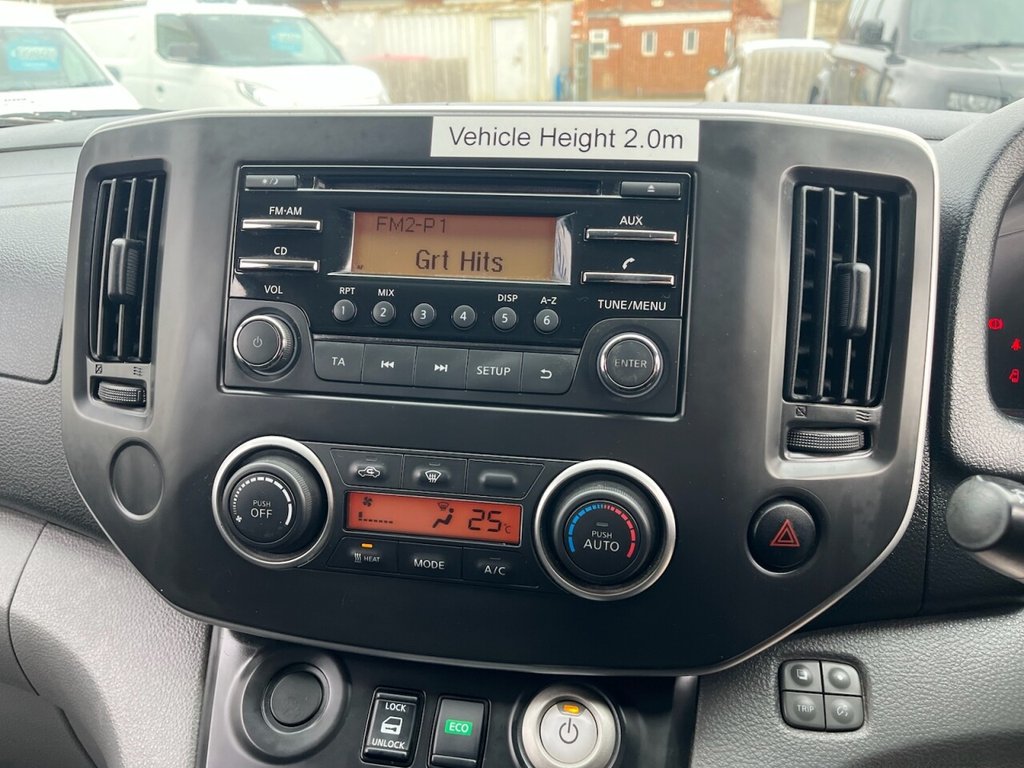 Vehicle Height 2.0m
FM-AM
FM2-P1
AUX
CD
Grt Hits
VOL
RPT MIX DISP A-Z
TUNE/MENU
1 2 3 4 5 6
TA SETUP
ENTER
PUSH
OFF
25°C
PUSH
AUTO
HEAT MODE A/C
LOCK
UNLOCK
ECO
TRIP